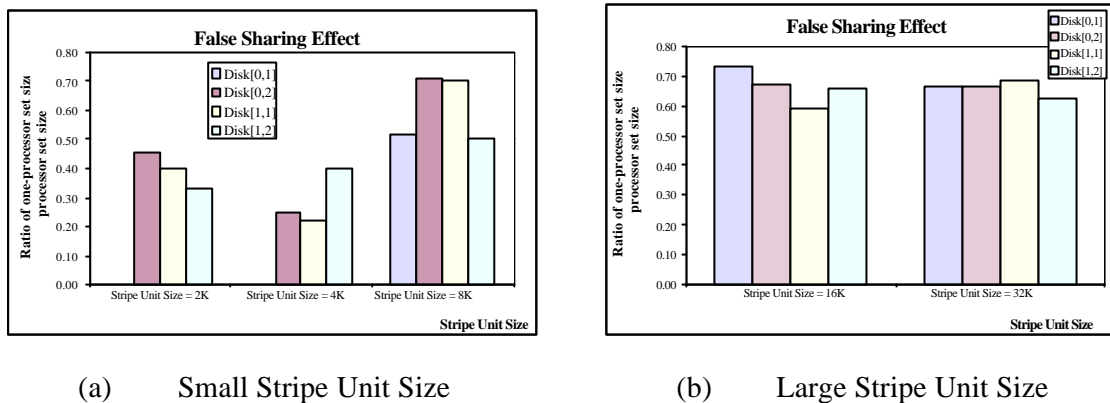 False Sharing Effect
0.80
0.70
0.60
0.50
0.40
0.30
0.20
0.10
0.00
Ratio of one-processor set size
processor set size
Disk[0,1]
Disk[0,2]
Disk[1,1]
Disk[1,2]
Stripe Unit Size = 2K
Stripe Unit Size = 4K
Stripe Unit Size = 8K
Stripe Unit Size
(a) Small Stripe Unit Size
False Sharing Effect
0.80
0.70
0.60
0.50
0.40
0.30
0.20
0.10
0.00
Ratio of one-processor set size
processor set size
Disk[0,1]
Disk[0,2]
Disk[1,1]
Disk[1,2]
Stripe Unit Size = 16K
Stripe Unit Size = 32K
Stripe Unit Size
(b) Large Stripe Unit Size